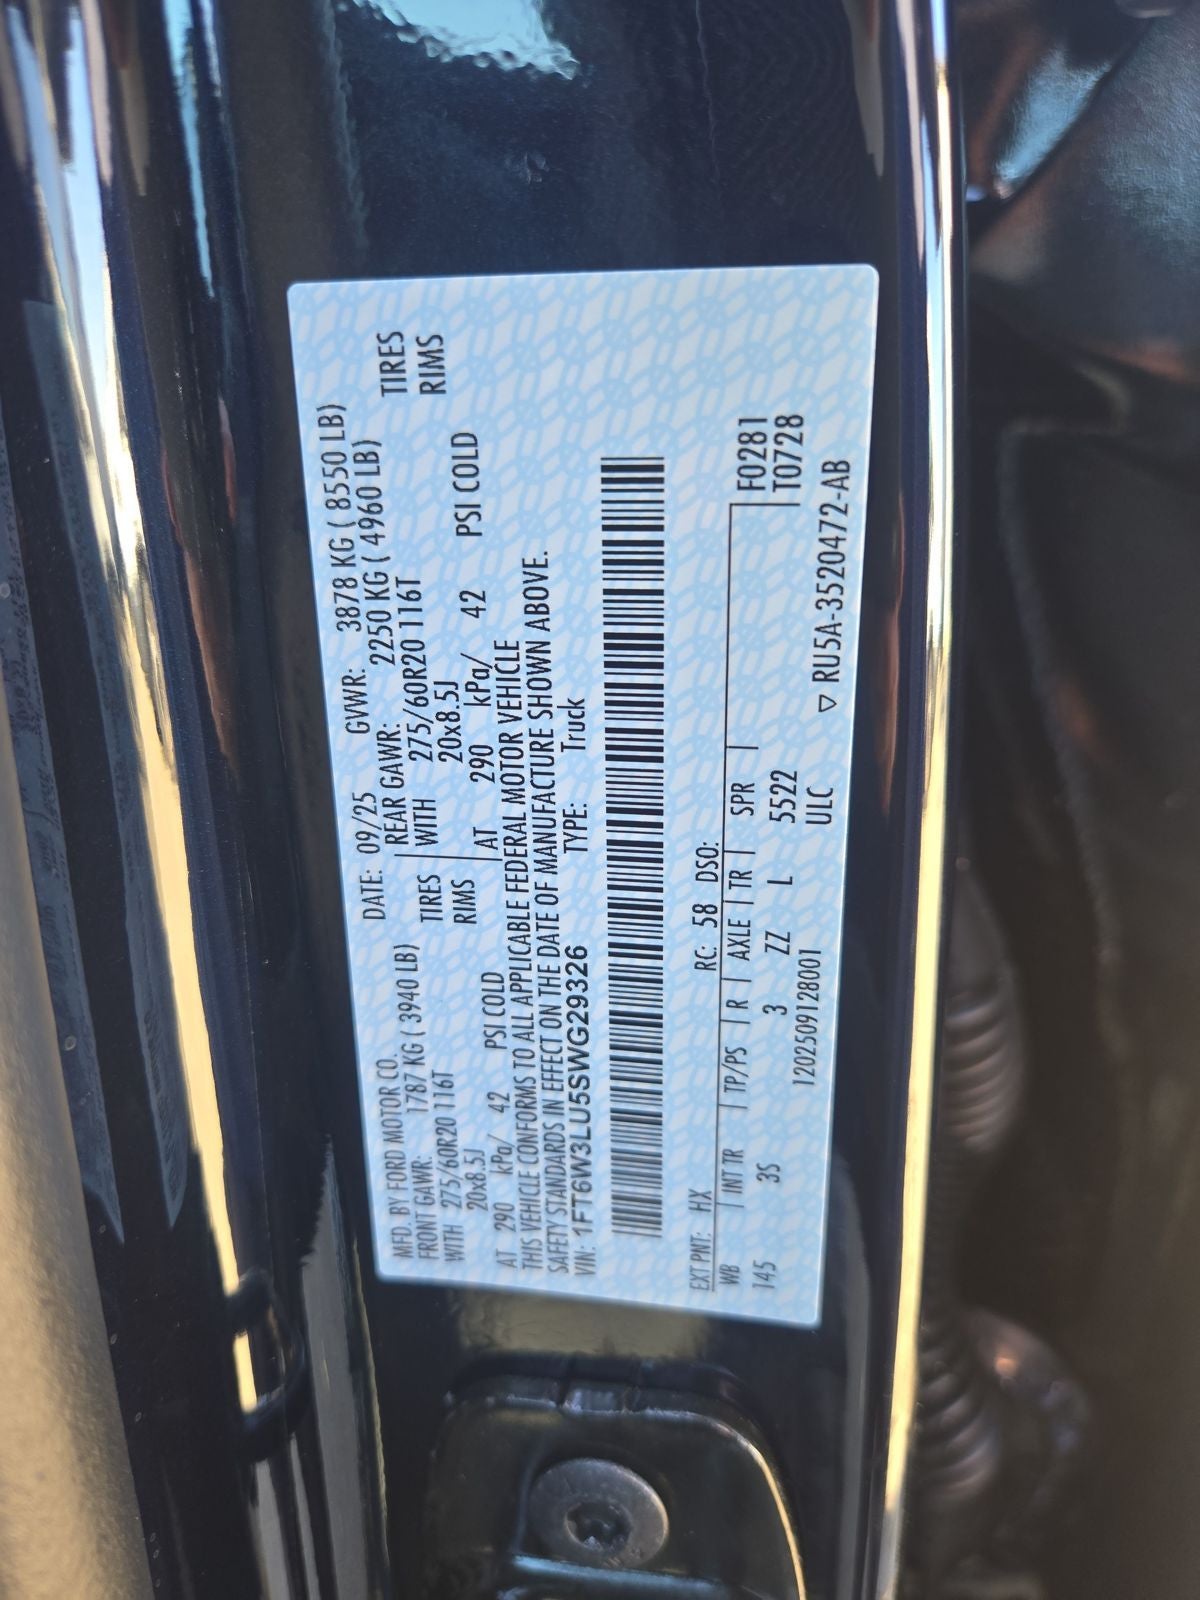 MFD. BY FORD MOTOR CO. DATE: 09/25 GVWR: 3878 KG ( 8550 LB)
FRONT GAWR: 1787 KG ( 3940 LB) REAR GAWR: 2250 KG ( 4960 LB)
WITH 275/60R20 116T TIRES WITH 275/60R20 116T TIRES
20x8.5J RIMS 20x8.5J RIMS
AT 290 kPa/ 42 PSI COLD AT 290 kPa/ 42 PSI COLD
THIS VEHICLE CONFORMS TO ALL APPLICABLE FEDERAL MOTOR VEHICLE
SAFETY STANDARDS IN EFFECT ON THE DATE OF MANUFACTURE SHOWN ABOVE.
VIN: 1FT6W3LU5SWG29326 TYPE: Truck
EXT PNT: HX RC: 58 DSO:
WB | INT TR | TP/PS | R | AXLE | TR | SPR | F0281
145 3S 3 ZZ L 5522 T0728
1202509128001 ULC
▽ RU5A-3520472-AB